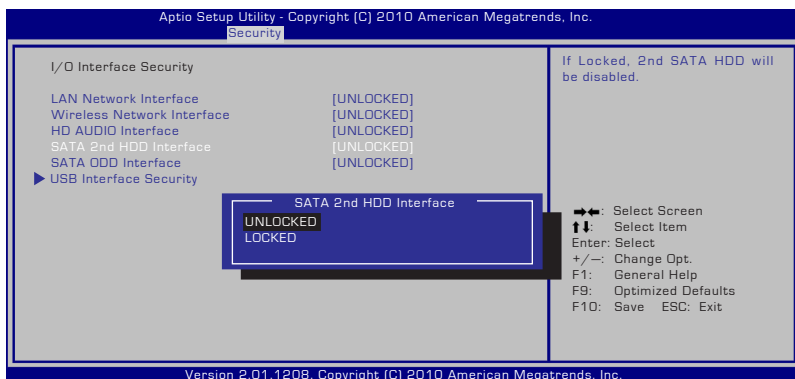 Aptio Setup Utility - Copyright (C) 2010 American Megatrends, Inc.
Security
I/O Interface Security
LAN Network Interface [UNLOCKED]
Wireless Network Interface [UNLOCKED]
HD AUDIO Interface [UNLOCKED]
SATA 2nd HDD Interface [UNLOCKED]
SATA ODD Interface [UNLOCKED]
USB Interface Security
SATA 2nd HDD Interface
UNLOCKED
LOCKED
If Locked, 2nd SATA HDD will
be disabled.
→←: Select Screen
↑↓: Select Item
Enter: Select
+/—: Change Opt.
F1: General Help
F9: Optimized Defaults
F10: Save ESC: Exit
Version 2.01.1208. Copyright (C) 2010 American Megatrends, Inc.